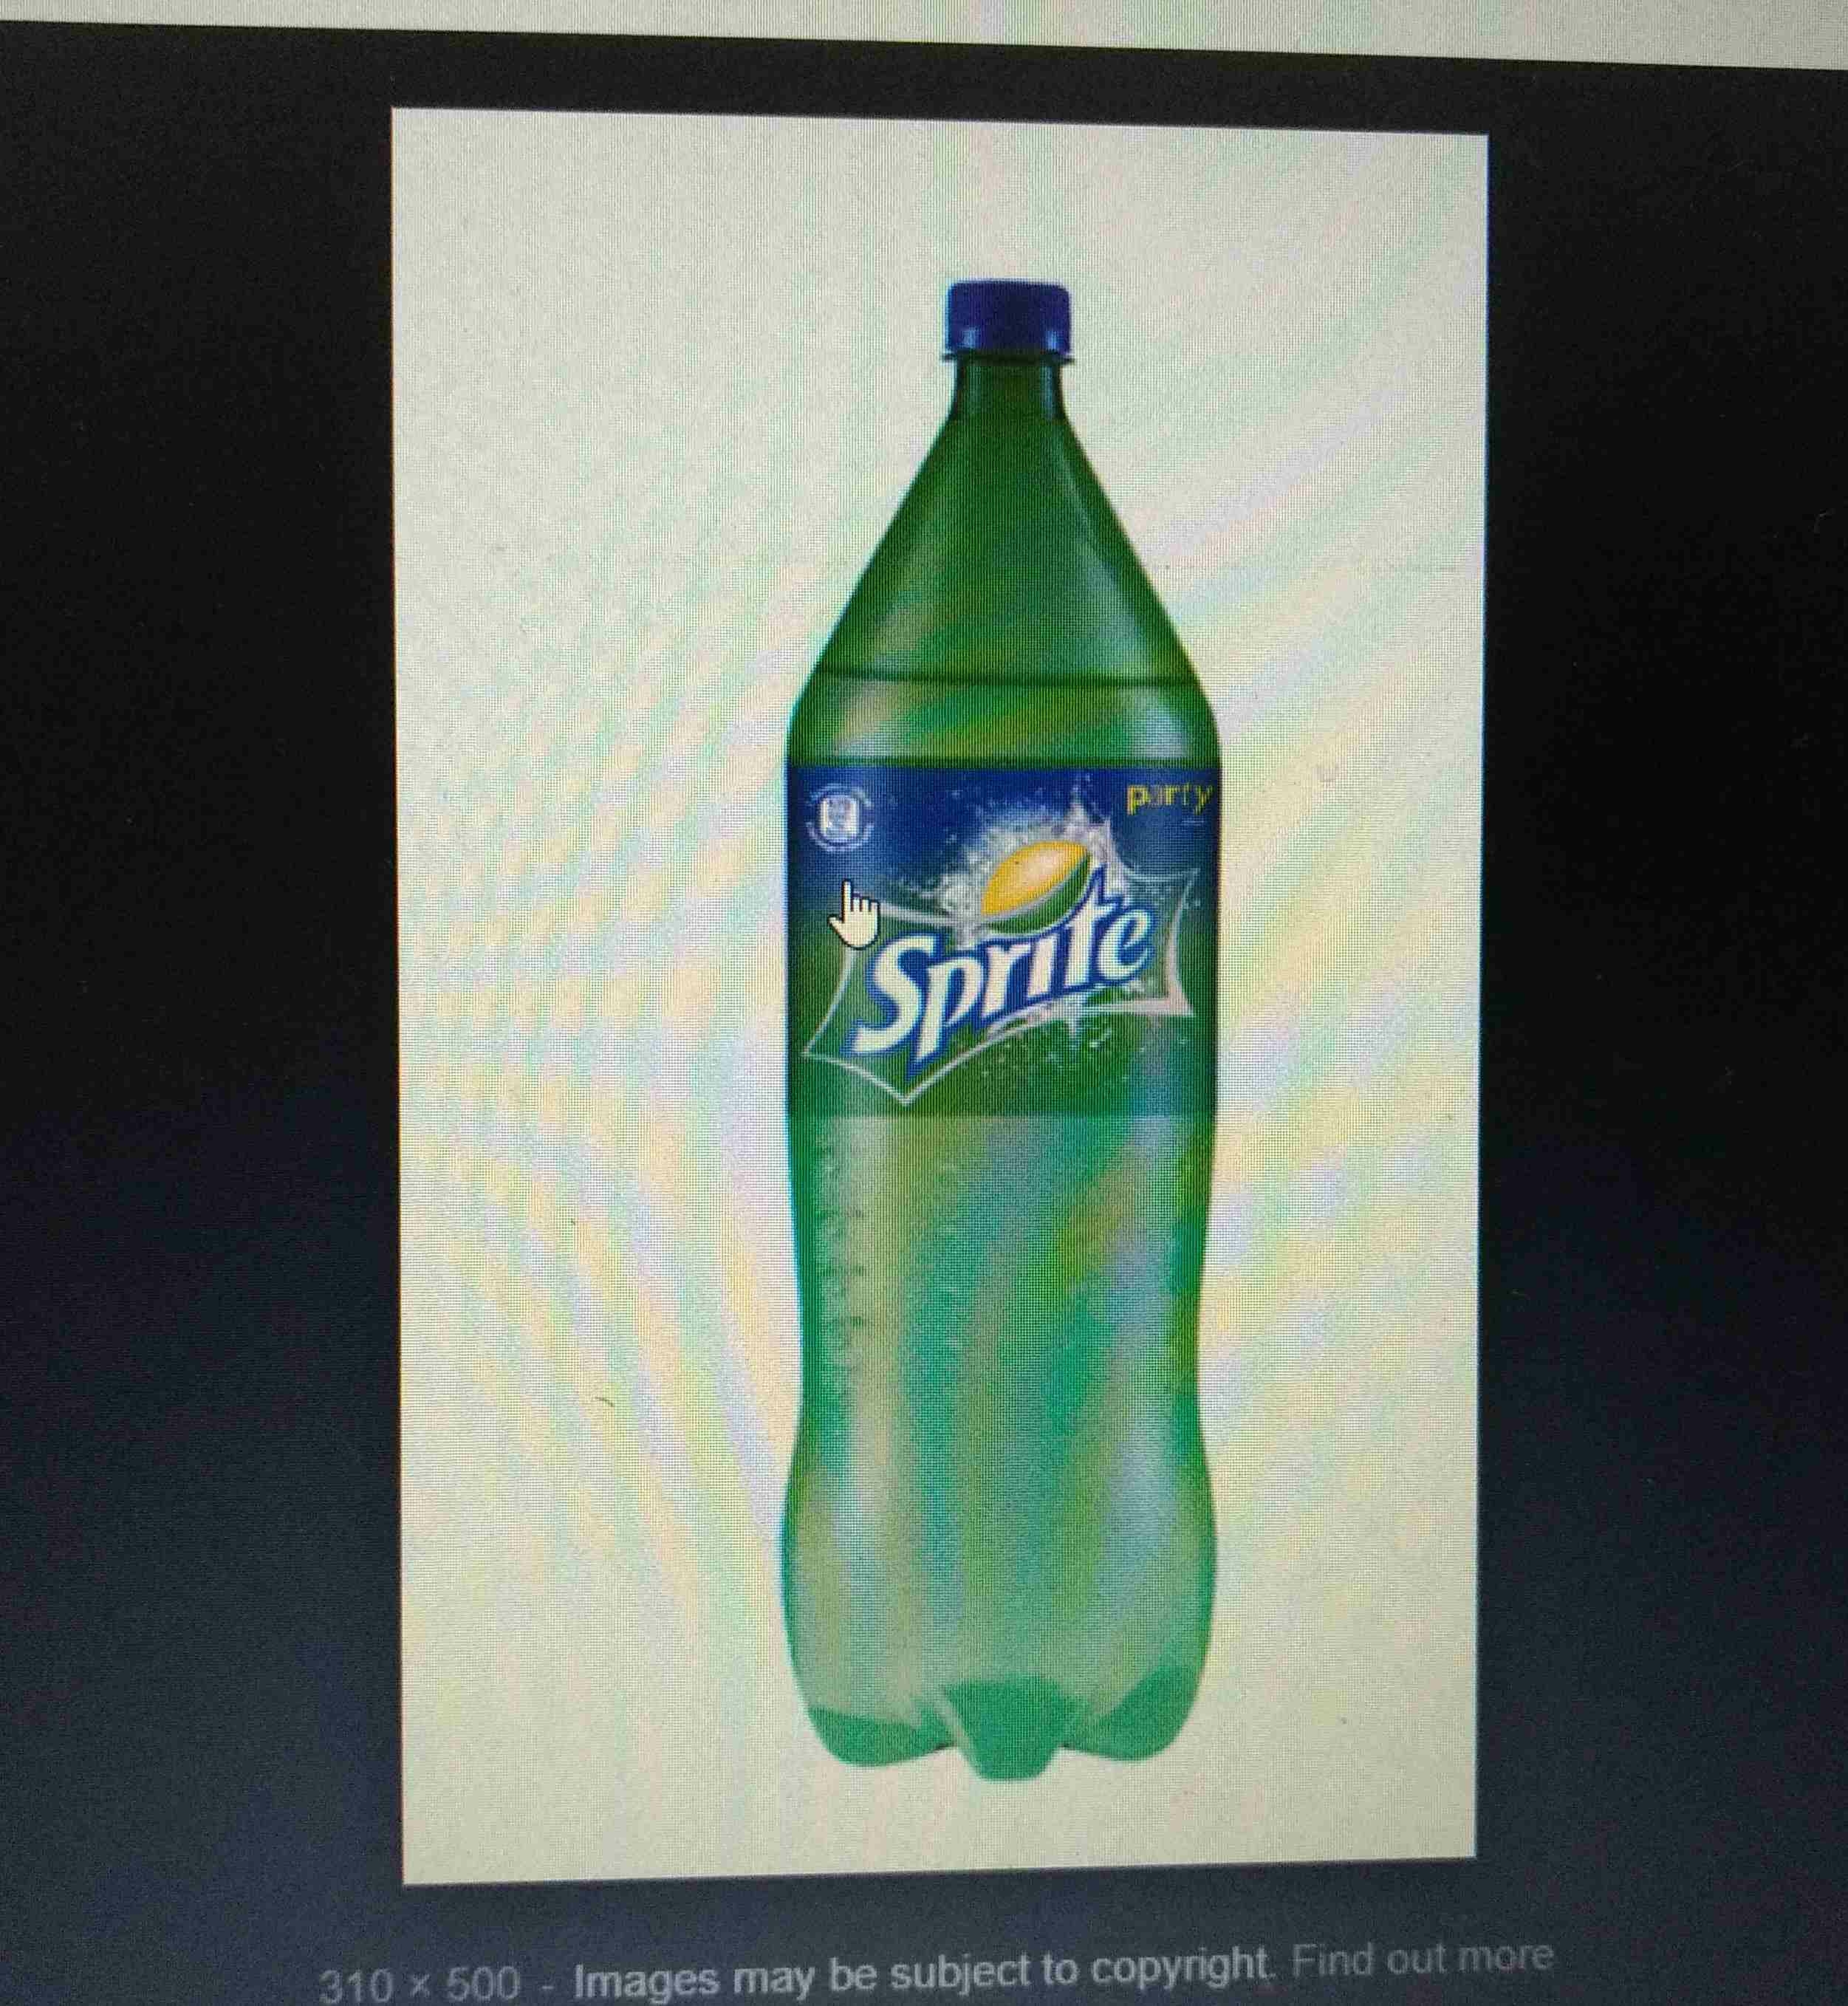 party
Sprite
310 × 500 - Images may be subject to copyright. Find out more